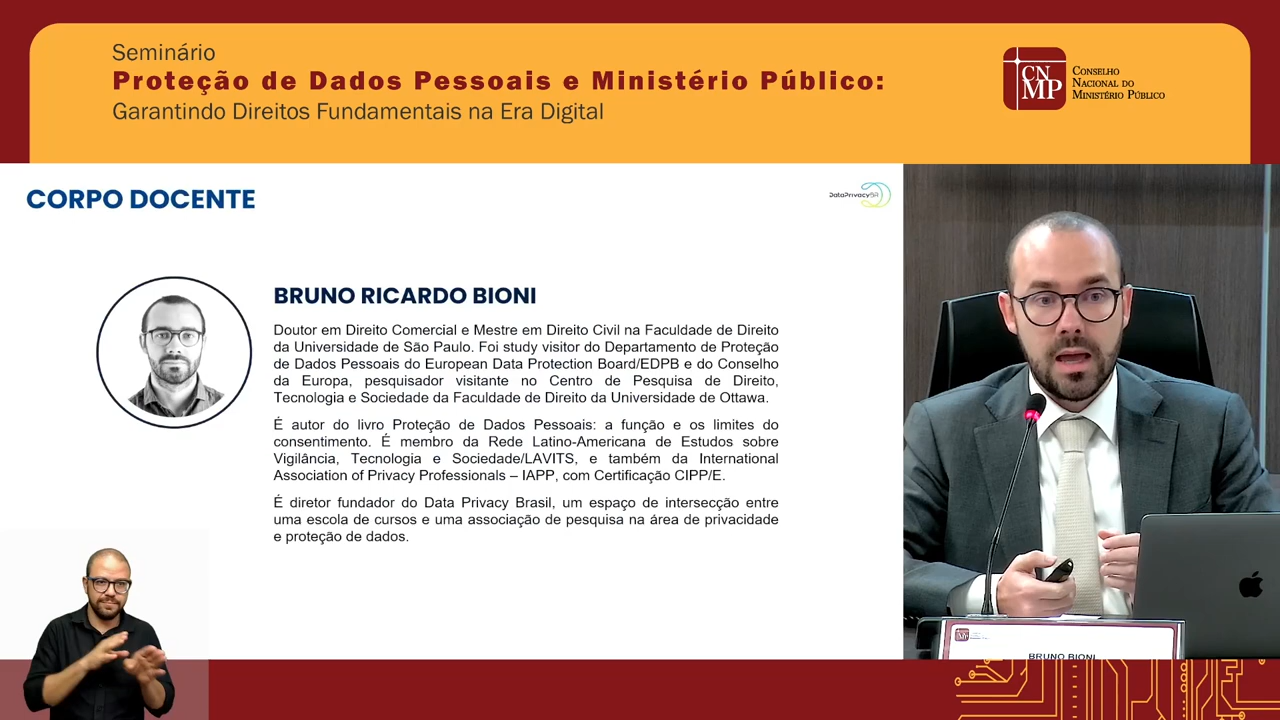 Seminário
Proteção de Dados Pessoais e Ministério Público:
Garantindo Direitos Fundamentais na Era Digital
CN
MP
Conselho
Nacional do
Ministério Público
CORPO DOCENTE
DataPrivacyBR
BRUNO RICARDO BIONI
Doutor em Direito Comercial e Mestre em Direito Civil na Faculdade de Direito
da Universidade de São Paulo. Foi study visitor do Departamento de Proteção
de Dados Pessoais do European Data Protection Board/EDPB e do Conselho
da Europa, pesquisador visitante no Centro de Pesquisa de Direito,
Tecnologia e Sociedade da Faculdade de Direito da Universidade de Ottawa.
É autor do livro Proteção de Dados Pessoais: a função e os limites do
consentimento. É membro da Rede Latino-Americana de Estudos sobre
Vigilância, Tecnologia e Sociedade/LAVITS, e também da International
Association of Privacy Professionals – IAPP, com Certificação CIPP/E.
É diretor fundador do Data Privacy Brasil, um espaço de intersecção entre
uma escola de cursos e uma associação de pesquisa na área de privacidade
e proteção de dados.
MP
BRUNO BIONI